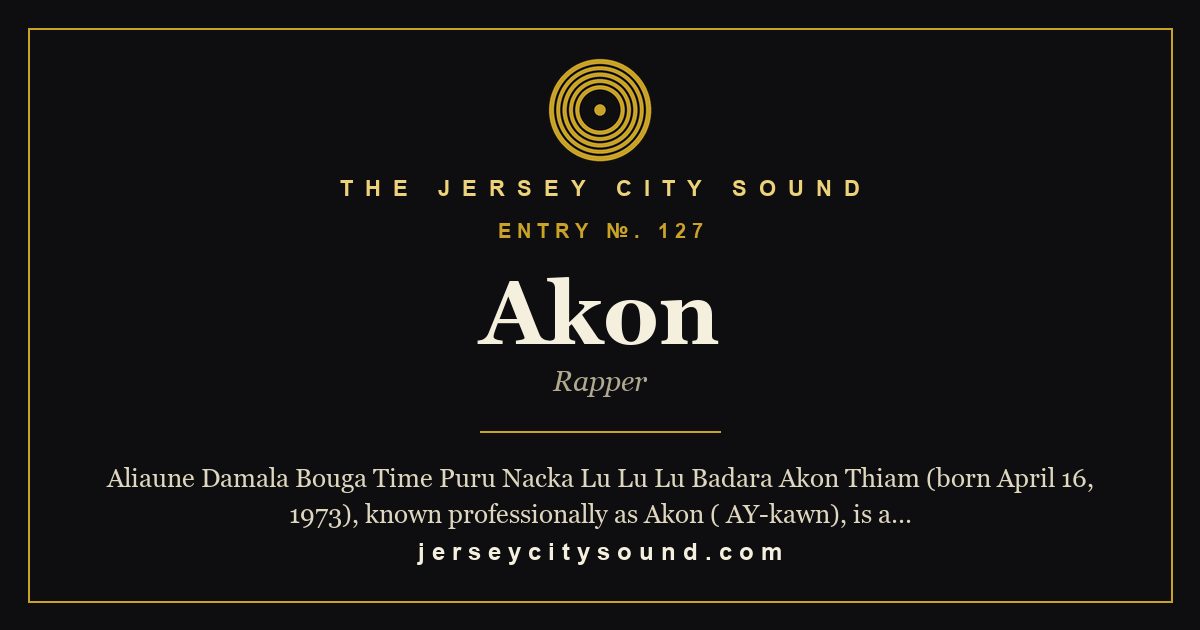 THE JERSEY CITY SOUND
ENTRY №. 127
Akon
Rapper
Aliaune Damala Bouga Time Puru Nacka Lu Lu Lu Badara Akon Thiam (born April 16,
1973), known professionally as Akon ( AY-kawn), is a...
jerseycitysound.com